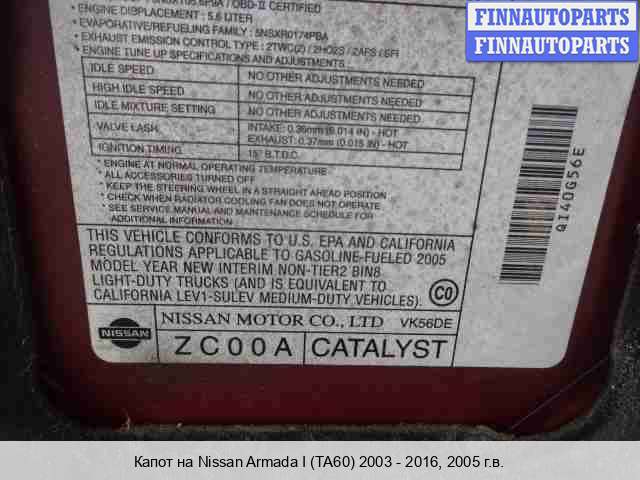 CERTIFIED
FINNAUTOPARTS
FINNAUTOPARTS
FINNAUTOPARTS
* ENGINE DISPLACEMENT : 5.6 LITER
* EVAPORATIVE/REFUELING FAMILY : 5NSXR0174PBA
* EXHAUST EMISSION CONTROL TYPE : 2TWC(2) / 2HO2S / 2AFS / SFI
* ENGINE TUNE UP SPECIFICATIONS AND ADJUSTMENTS
IDLE SPEED NO OTHER ADJUSTMENTS NEEDED
HIGH IDLE SPEED NO OTHER ADJUSTMENTS NEEDED
IDLE MIXTURE SETTING NO OTHER ADJUSTMENTS NEEDED
VALVE LASH INTAKE: 0.36mm (0.014 IN) - HOT
EXHAUST: 0.37mm (0.015 IN) - HOT
IGNITION TIMING 15° B.T.D.C.
* ENGINE AT NORMAL OPERATING TEMPERATURE
* ALL ACCESSORIES TURNED OFF
* KEEP THE STEERING WHEEL IN A STRAIGHT AHEAD POSITION
* CHECK WHEN RADIATOR COOLING FAN DOES NOT OPERATE
* SEE SERVICE MANUAL AND MAINTENANCE SCHEDULE FOR
ADDITIONAL INFORMATION
QI40G56E
THIS VEHICLE CONFORMS TO U.S. EPA AND CALIFORNIA
REGULATIONS APPLICABLE TO GASOLINE-FUELED 2005
MODEL YEAR NEW INTERIM NON-TIER2 BIN8
LIGHT-DUTY TRUCKS (AND IS EQUIVALENT TO
CALIFORNIA LEV1-SULEV MEDIUM-DUTY VEHICLES).
CO
NISSAN
NISSAN MOTOR CO., LTD VK56DE
ZC00A CATALYST
Капот на Nissan Armada I (TA60) 2003 - 2016, 2005 г.в.